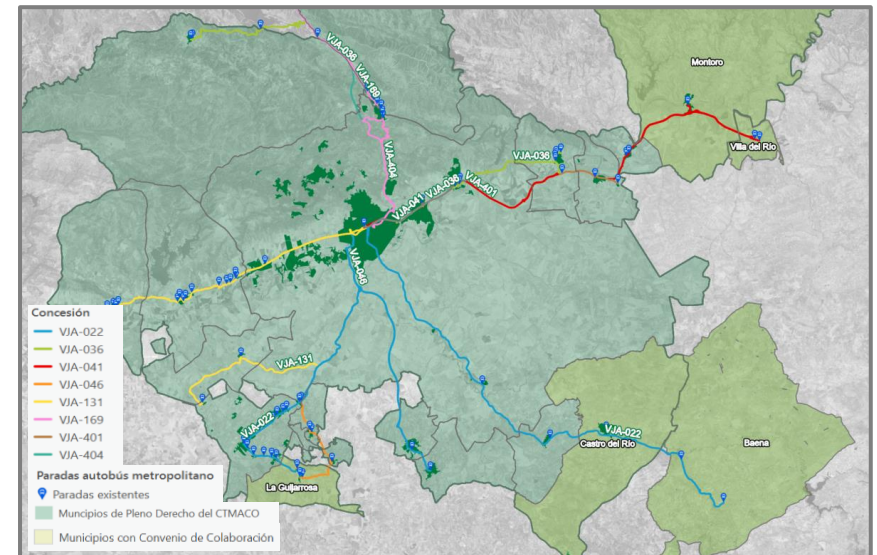 VJA-036
VJA-169
Montoro
Villa del Río
VJA-404
VJA-036
VJA-036
VJA-401
VJA-041
VJA-046
VJA-131
VJA-022
VJA-022
Castro del Río
Baena
La Guijarrosa
Concesión
VJA-022
VJA-036
VJA-041
VJA-046
VJA-131
VJA-169
VJA-401
VJA-404
Paradas autobús metropolitano
Paradas existentes
Muncipios de Pleno Derecho del CTMACO
Municipios con Convenio de Colaboración